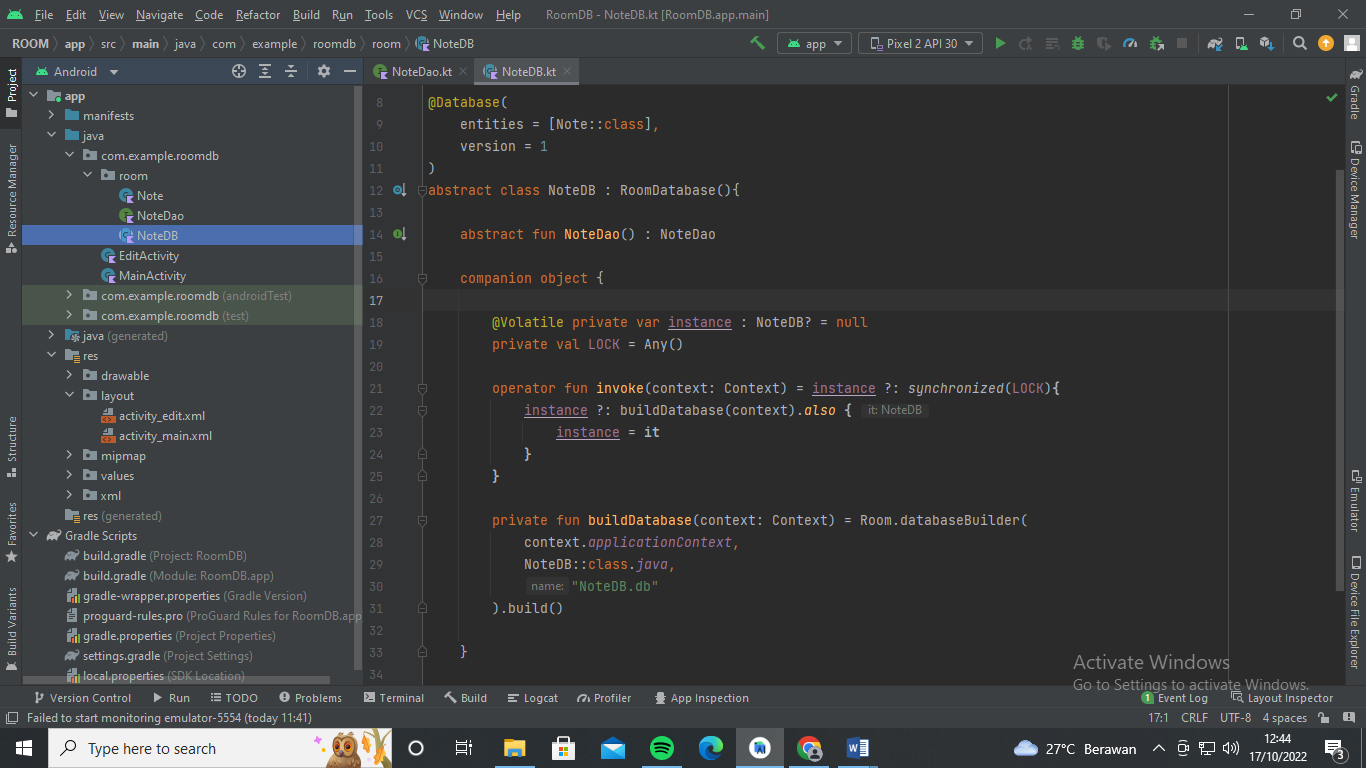 File Edit View Navigate Code Refactor Build Run Tools VCS Window Help RoomDB - NoteDB.kt [RoomDB.app.main]
ROOM app src main java com example roomdb room NoteDB app Pixel 2 API 30
Project
Resource Manager
Structure
Favorites
Build Variants
Android
app
manifests
java
com.example.roomdb
room
Note
NoteDao
NoteDB
EditActivity
MainActivity
com.example.roomdb (androidTest)
com.example.roomdb (test)
java (generated)
res
drawable
layout
activity_edit.xml
activity_main.xml
mipmap
values
xml
res (generated)
Gradle Scripts
build.gradle (Project: RoomDB)
build.gradle (Module: RoomDB.app)
gradle-wrapper.properties (Gradle Version)
proguard-rules.pro (ProGuard Rules for RoomDB.app
gradle.properties (Project Properties)
settings.gradle (Project Settings)
local.properties (SDK Location)
NoteDao.kt NoteDB.kt
8 @Database(
9 entities = [Note::class],
10 version = 1
11 )
12 abstract class NoteDB : RoomDatabase(){
13
14 abstract fun NoteDao() : NoteDao
15
16 companion object {
17
18 @Volatile private var instance : NoteDB? = null
19 private val LOCK = Any()
20
21 operator fun invoke(context: Context) = instance ?: synchronized(LOCK){
22 instance ?: buildDatabase(context).also { it: NoteDB
23 instance = it
24 }
25 }
26
27 private fun buildDatabase(context: Context) = Room.databaseBuilder(
28 context.applicationContext,
29 NoteDB::class.java,
30 name: "NoteDB.db"
31 ).build()
32
33 }
34
Gradle
Device Manager
Emulator
Device File Explorer
Activate Windows
Go to Settings to activate Windows.
Version Control Run TODO Problems Terminal Build Logcat Profiler App Inspection 1 Event Log Layout Inspector
Failed to start monitoring emulator-5554 (today 11:41) 17:1 CRLF UTF-8 4 spaces
Type here to search 27°C Berawan 12:44
17/10/2022 3